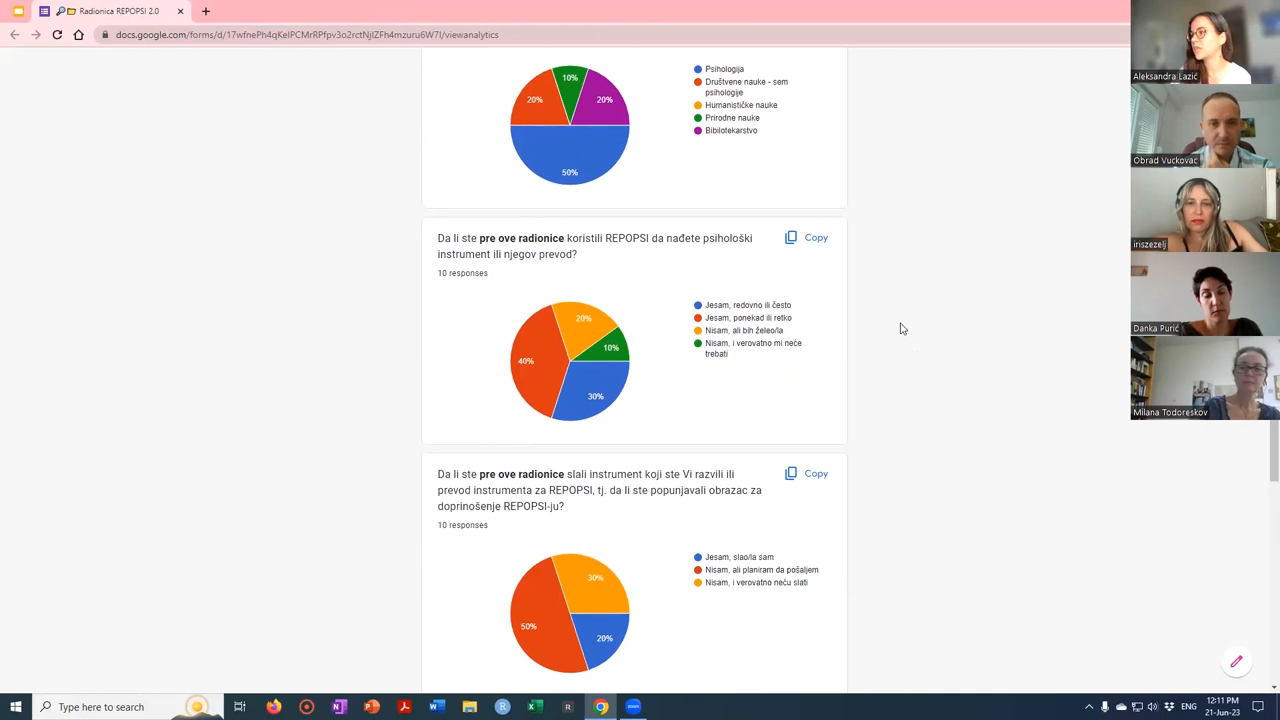 Radionica REPOPSI 2.0
docs.google.com/forms/d/17wfnePh4qKelPCMrRPfpv3o2rctNjIZFh4mzuru6W7I/viewanalytics
10%
20%
20%
50%
Psihologija
Društvene nauke - sem
psihologije
Humanističke nauke
Prirodne nauke
Bibilotekarstvo
Da li ste pre ove radionice koristili REPOPSI da nađete psihološki
instrument ili njegov prevod?
Copy
10 responses
20%
10%
40%
30%
Jesam, redovno ili često
Jesam, ponekad ili retko
Nisam, ali bih želeo/la
Nisam, i verovatno mi neće
trebati
Da li ste pre ove radionice slali instrument koji ste Vi razvili ili
prevod instrumenta za REPOPSI, tj. da li ste popunjavali obrazac za
doprinošenje REPOPSI-ju?
Copy
10 responses
30%
50%
20%
Jesam, slao/la sam
Nisam, ali planiram da pošaljem
Nisam, i verovatno neću slati
Aleksandra Lazić
Obrad Vuckovac
iriszezelj
Danka Purić
Milana Todoreskov
Type here to search
ENG
12:11 PM
21-Jun-23